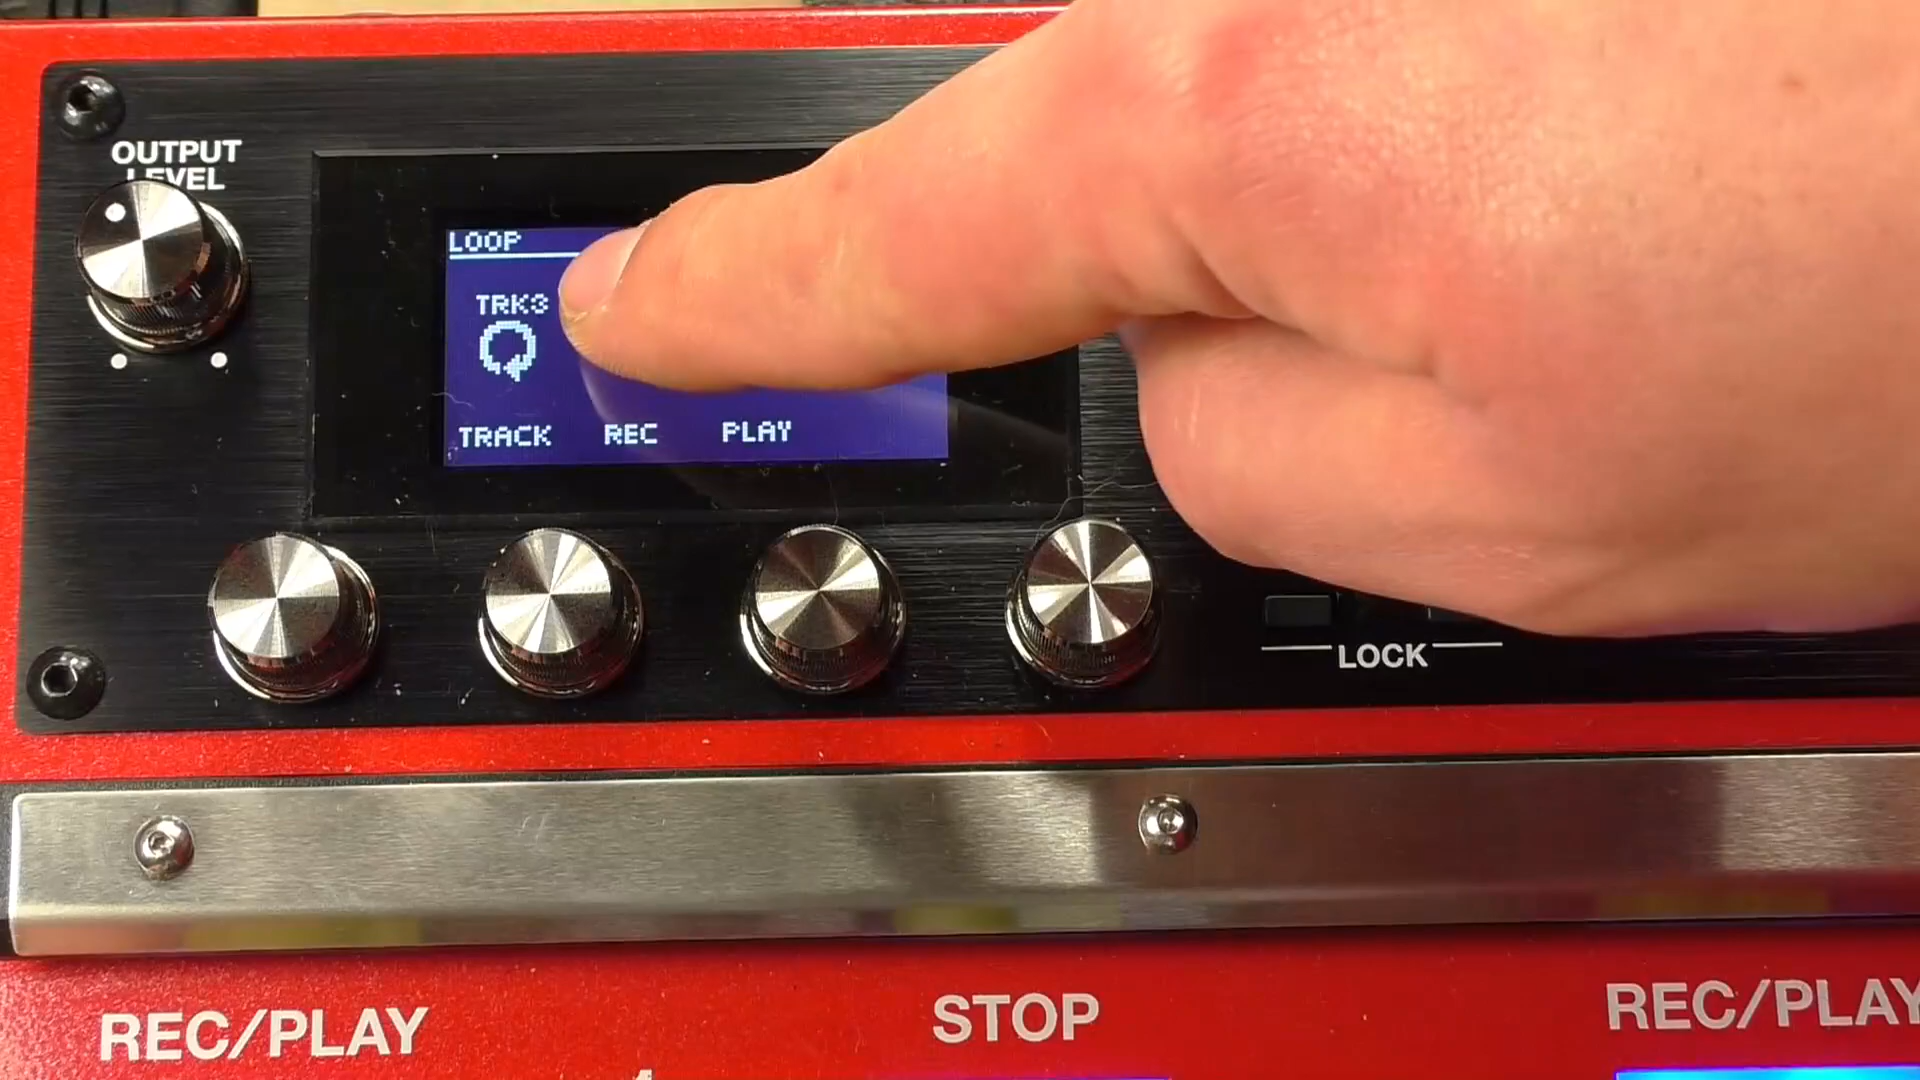 OUTPUT
LEVEL
LOOP
TRK3
TRACK REC PLAY
LOCK
REC/PLAY
STOP
REC/PLAY